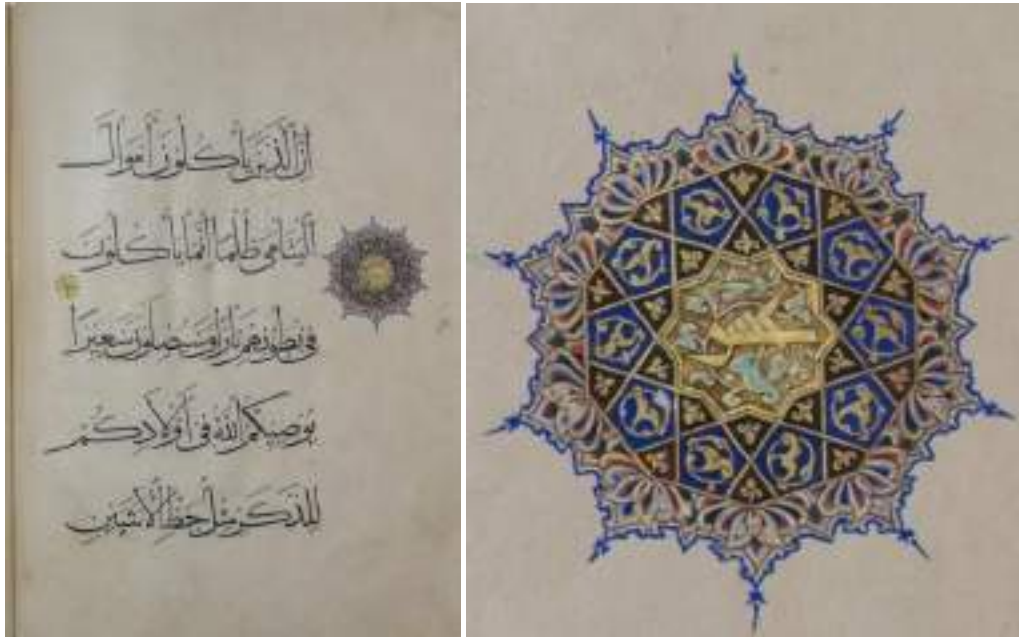 إن الذين يأكلون أموال
اليتامى ظلما إنما يأكلون
في بطونهم نارا وسيصلون سعيرا
يوصيكم الله في أولادكم
للذكر مثل حظ الأنثيين